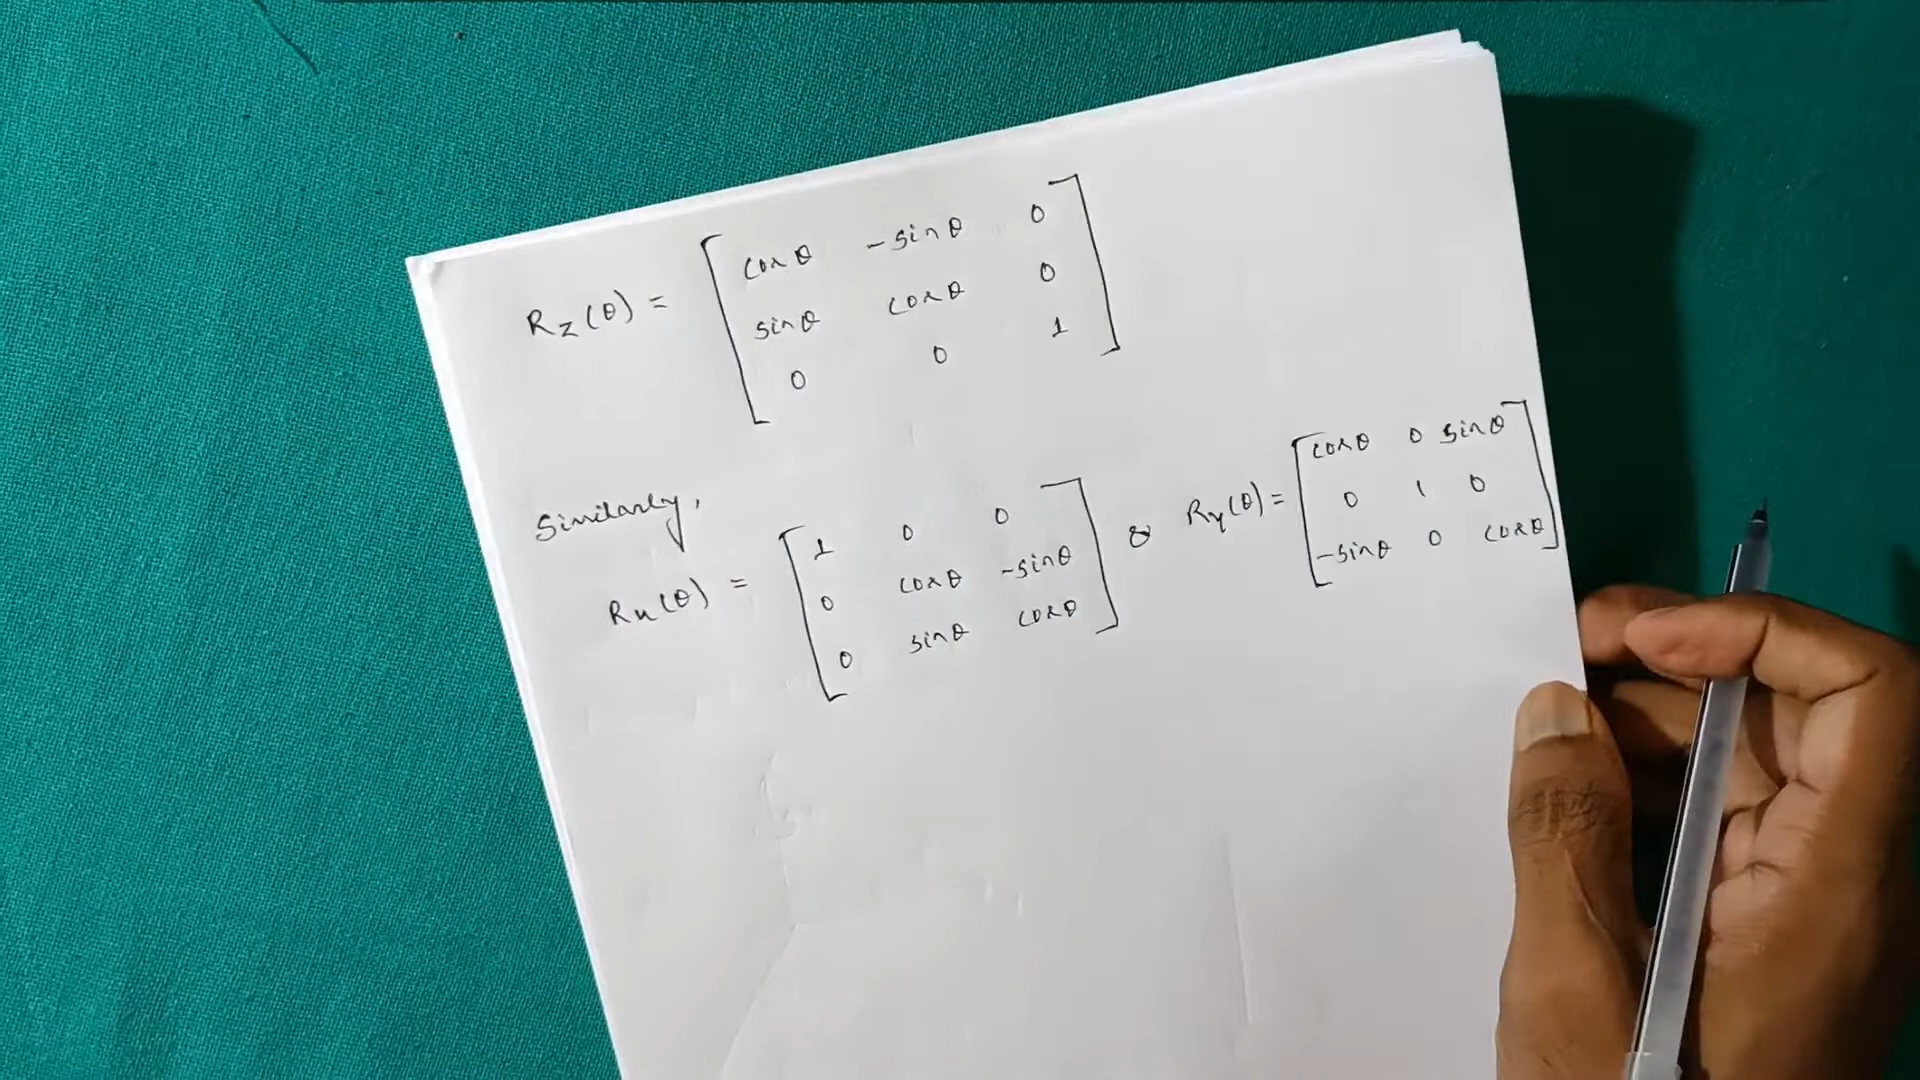 Rz(θ) = [ cosθ -sinθ 0
sinθ cosθ 0
0 0 1 ]
Similarly,
Rx(θ) = [ 1 0 0
0 cosθ -sinθ
0 sinθ cosθ ]
& Ry(θ) = [ cosθ 0 sinθ
0 1 0
-sinθ 0 cosθ ]